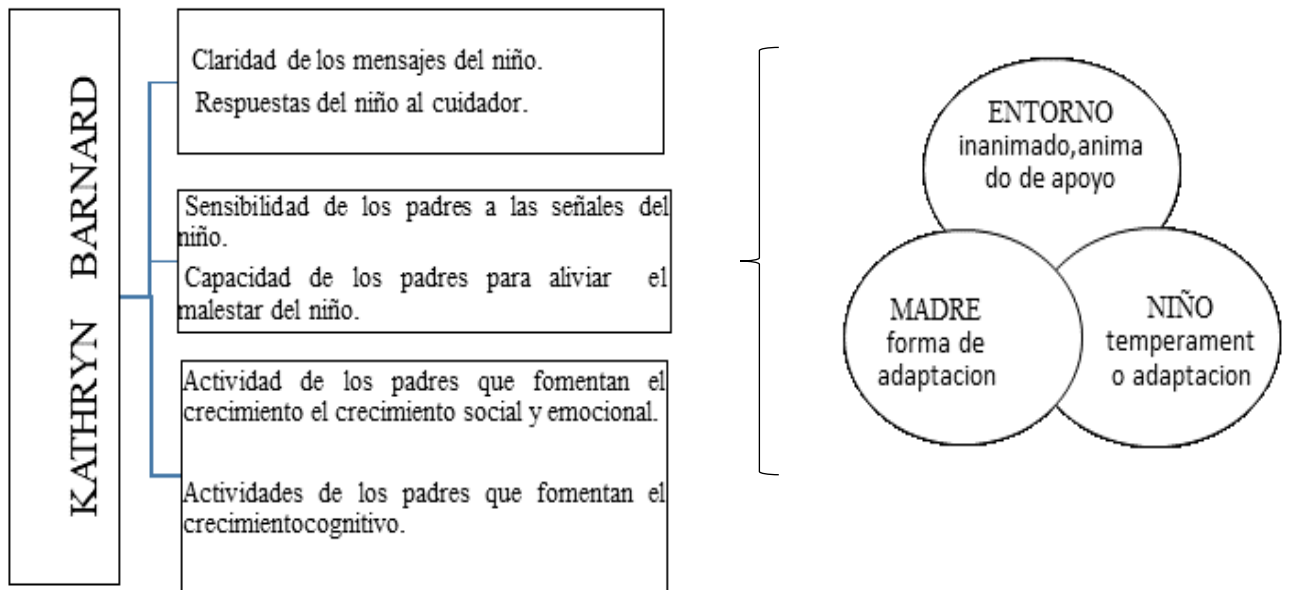 KATHRYN BARNARD
Claridad de los mensajes del niño.
Respuestas del niño al cuidador.
Sensibilidad de los padres a las señales del
niño.
Capacidad de los padres para aliviar el
malestar del niño.
Actividad de los padres que fomentan el
crecimiento el crecimiento social y emocional.
Actividades de los padres que fomentan el
crecimientocognitivo.
ENTORNO
inanimado,anima
do de apoyo
MADRE
forma de
adaptacion
NIÑO
temperament
o adaptacion